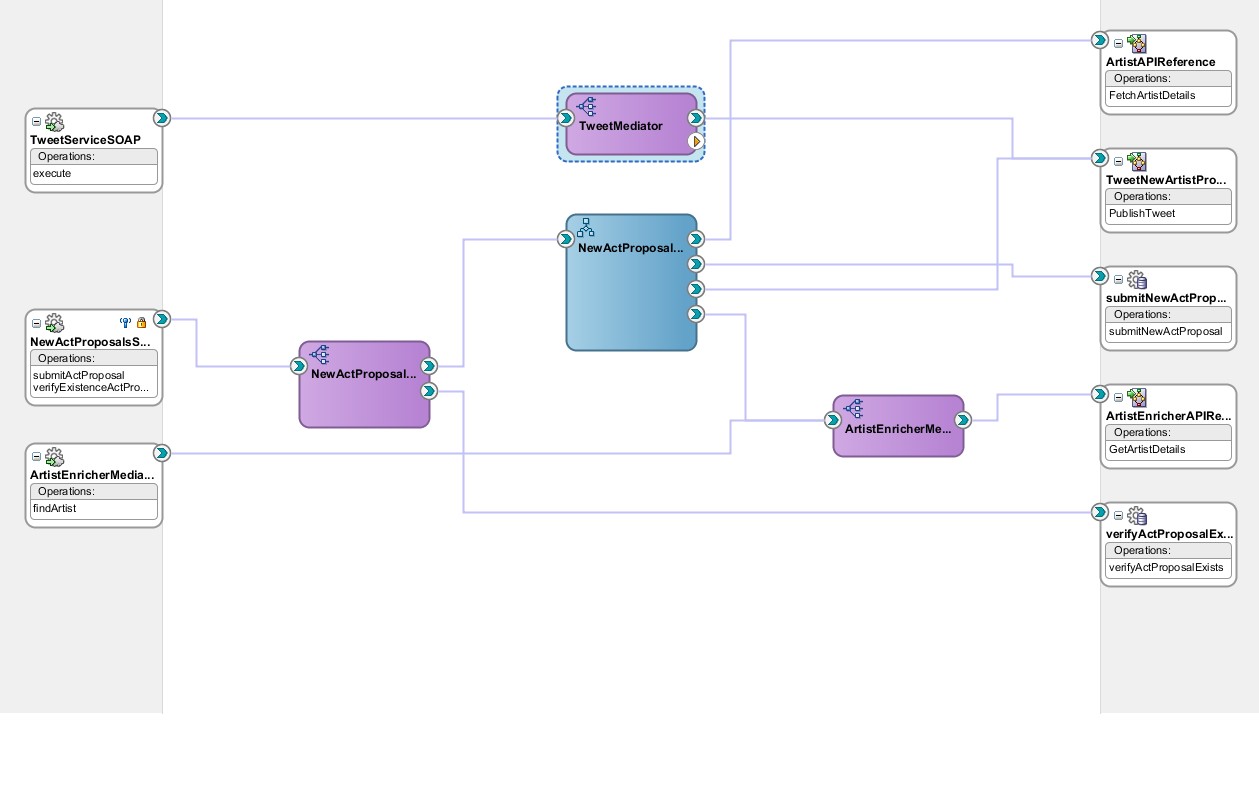 TweetServiceSOAP
Operations:
execute
NewActProposalsS...
Operations:
submitActProposal
verifyExistenceActPro...
ArtistEnricherMedia...
Operations:
findArtist
NewActProposal...
TweetMediator
NewActProposal...
ArtistEnricherMe...
ArtistAPIReference
Operations:
FetchArtistDetails
TweetNewArtistPro...
Operations:
PublishTweet
submitNewActProp...
Operations:
submitNewActProposal
ArtistEnricherAPIRe...
Operations:
GetArtistDetails
verifyActProposalEx...
Operations:
verifyActProposalExists